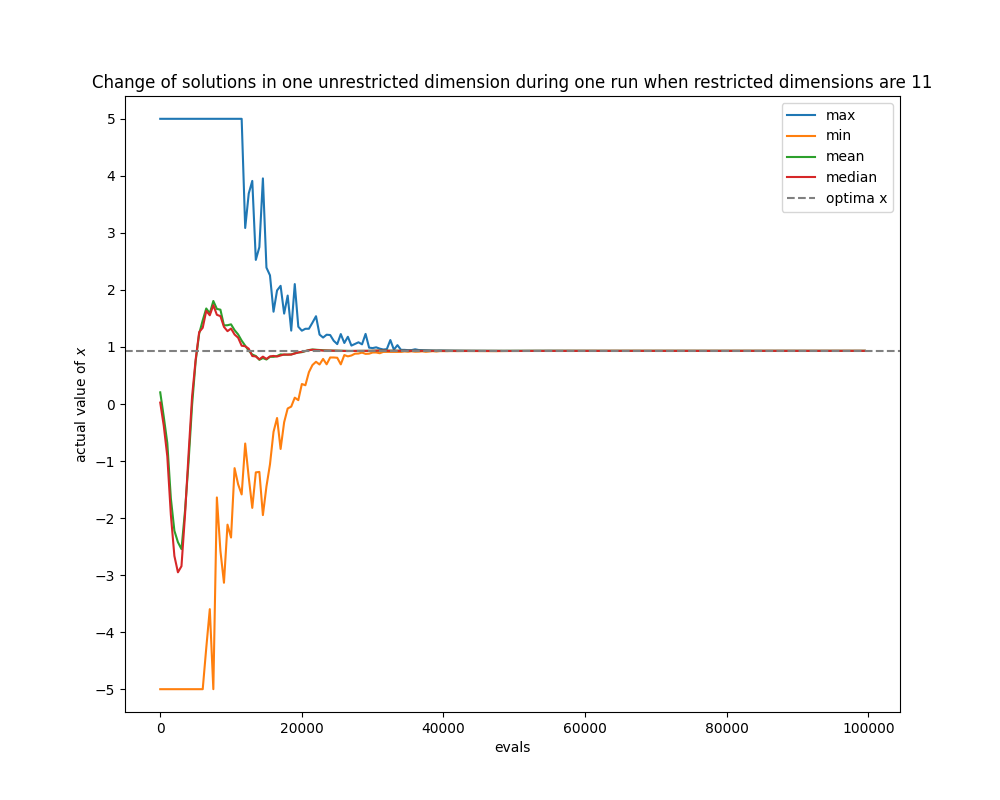 Change of solutions in one unrestricted dimension during one run when restricted dimensions are 11
max
min
mean
median
optima x
5
4
3
2
1
0
−1
−2
−3
−4
−5
actual value of x
0
20000
40000
60000
80000
100000
evals